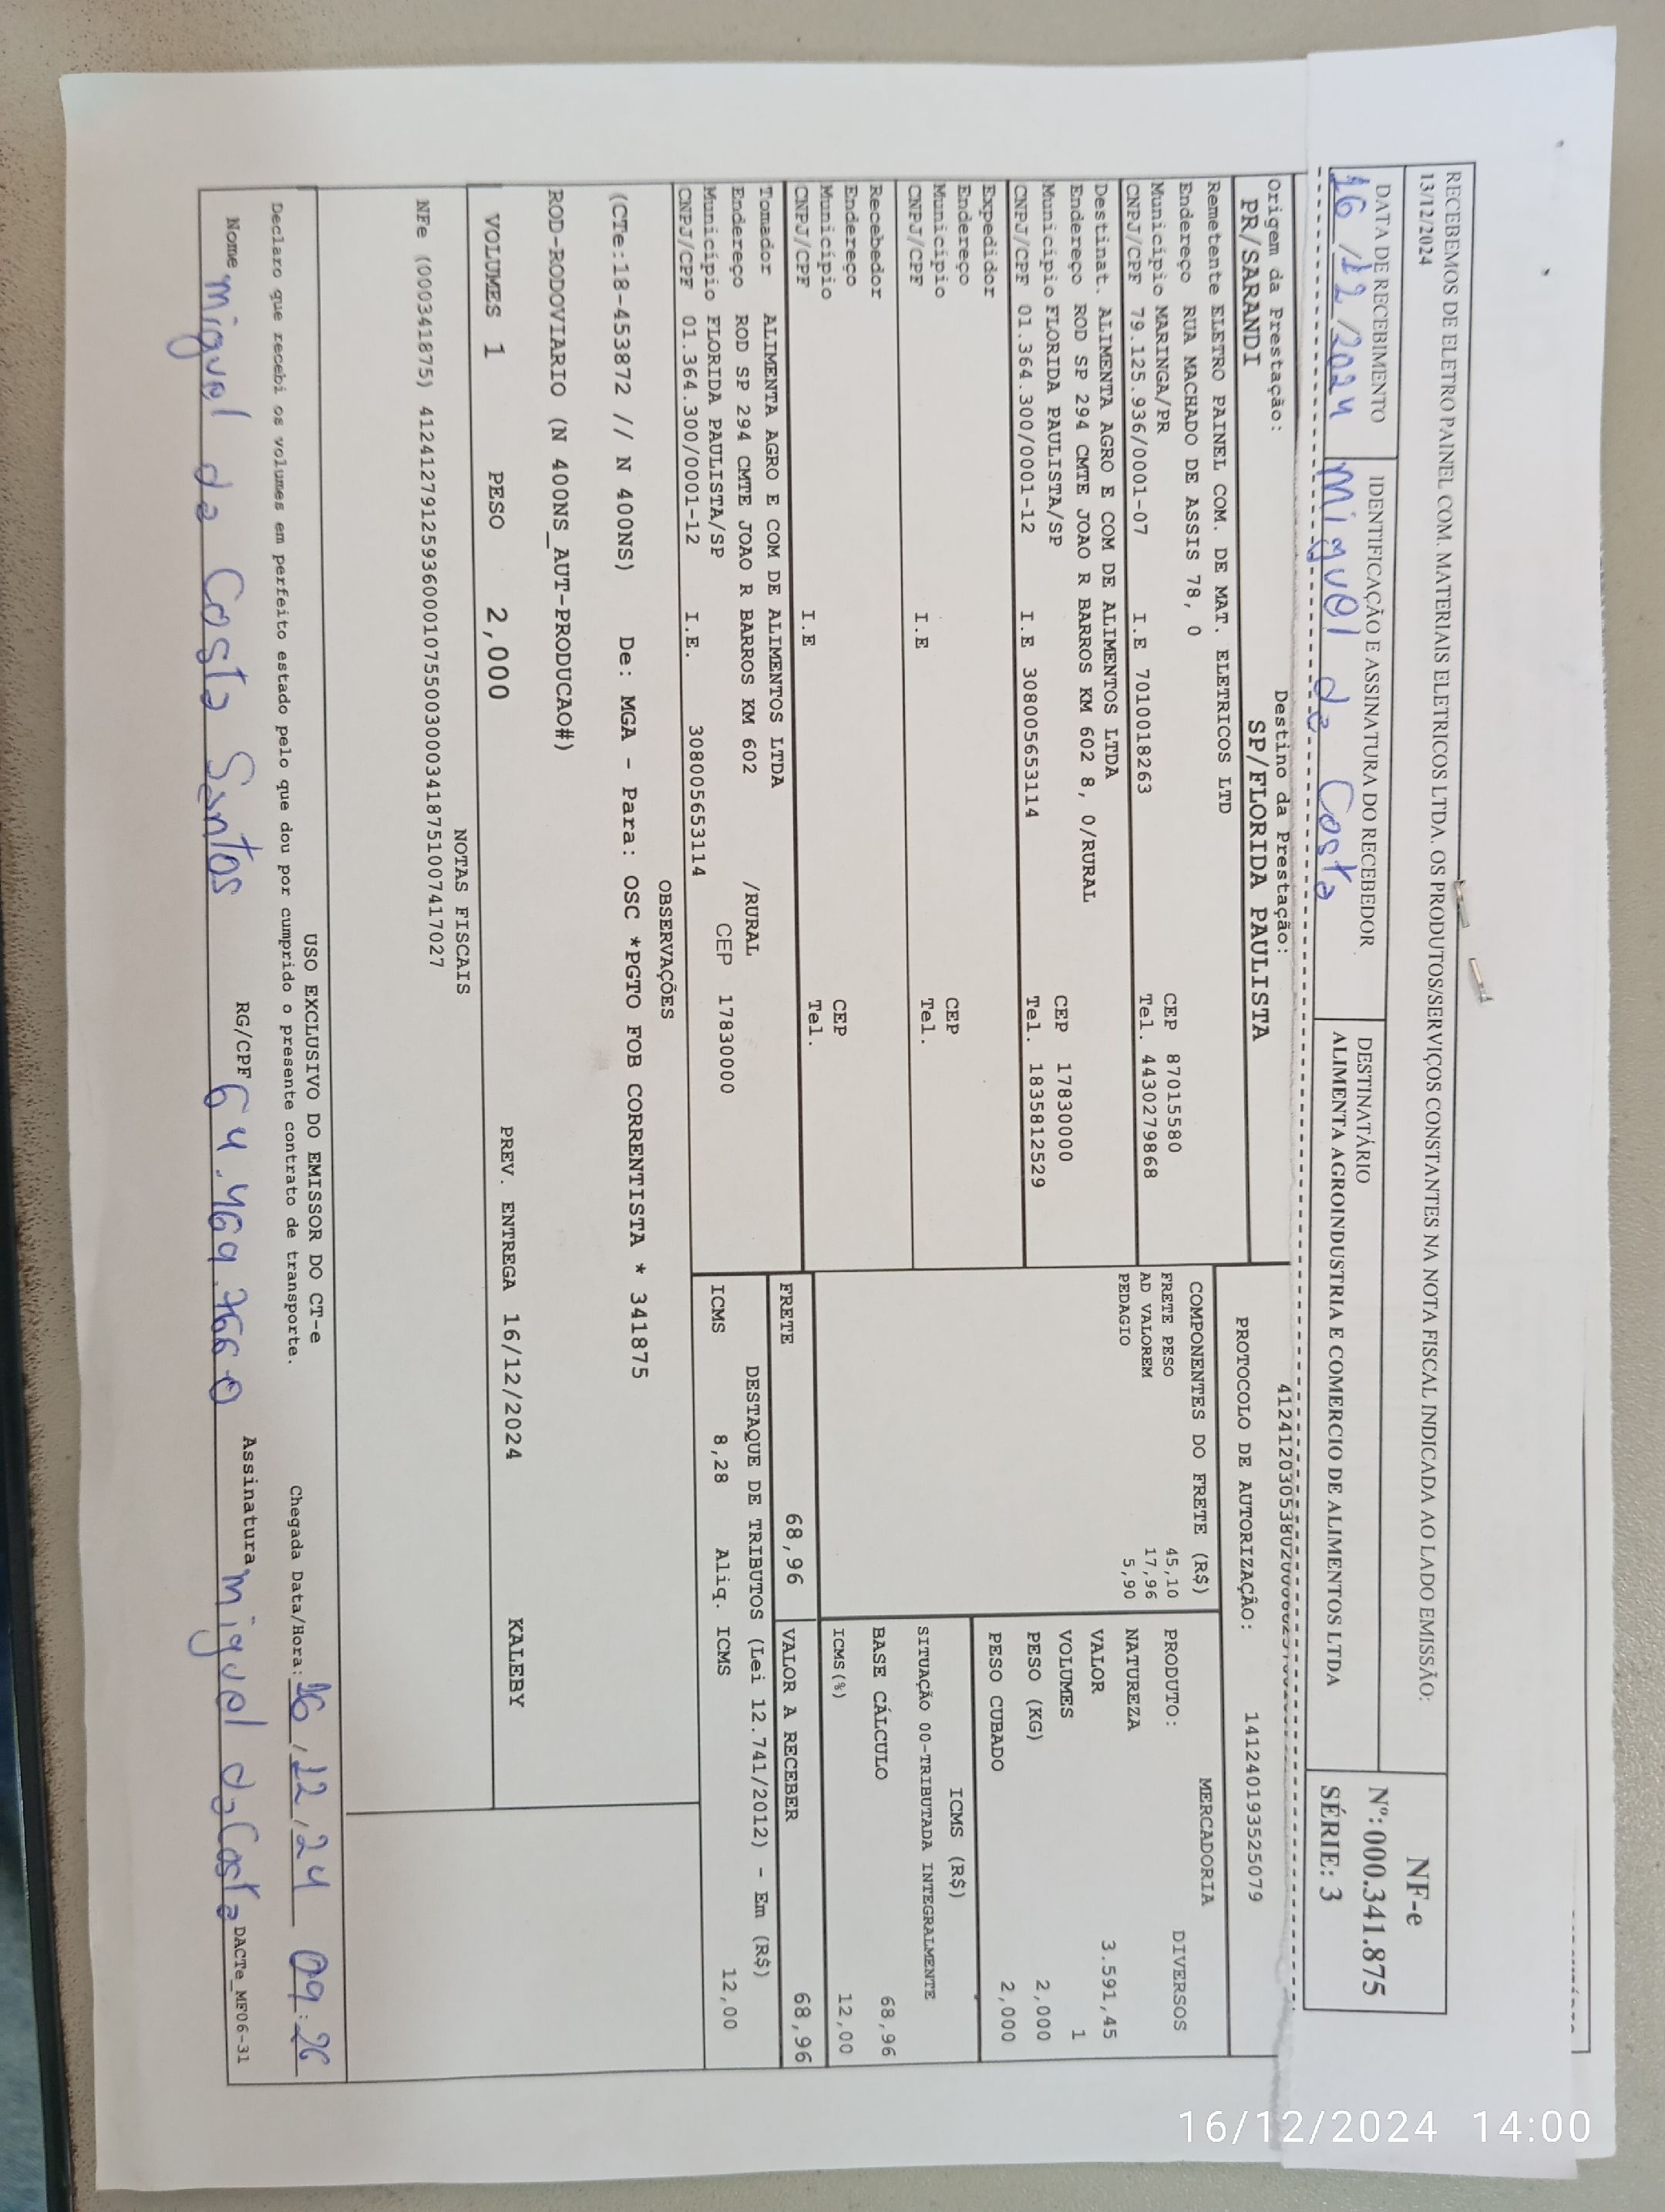 RECEBEMOS DE ELETRO PAINEL COM. MATERIAIS ELETRICOS LTDA. OS PRODUTOS/SERVIÇOS CONSTANTES NA NOTA FISCAL INDICADA AO LADO EMISSÃO:
13/12/2024
DATA DE RECEBIMENTO
16/12/2024
IDENTIFICAÇÃO E ASSINATURA DO RECEBEDOR
Miguel da Costa
DESTINATÁRIO
ALIMENTA AGROINDUSTRIA E COMERCIO DE ALIMENTOS LTDA
NF-e
Nº: 000.341.875
SÉRIE: 3
Origem da Prestação:
PR/SARANDI
Destino da Prestação:
SP/FLORIDA PAULISTA
PROTOCOLO DE AUTORIZAÇÃO: 141240193525079
Remetente ELETRO PAINEL COM. DE MAT. ELETRICOS LTD
Endereço RUA MACHADO DE ASSIS 78, 0
Município MARINGA/PR CEP 87015580
CNPJ/CPF 79.125.936/0001-07 I.E 7010018263 Tel. 4430279868
Destinat. ALIMENTA AGRO E COM DE ALIMENTOS LTDA
Endereço ROD SP 294 CMTE JOAO R BARROS KM 602 8, 0/RURAL
Município FLORIDA PAULISTA/SP CEP 17830000
CNPJ/CPF 01.364.300/0001-12 I.E 308005653114 Tel. 1835812529
Expedidor
Endereço
Município CEP
CNPJ/CPF I.E Tel.
Recebedor
Endereço
Município CEP
CNPJ/CPF I.E Tel.
Tomador ALIMENTA AGRO E COM DE ALIMENTOS LTDA
Endereço ROD SP 294 CMTE JOAO R BARROS KM 602 /RURAL
Município FLORIDA PAULISTA/SP CEP 17830000
CNPJ/CPF 01.364.300/0001-12 I.E. 308005653114
COMPONENTES DO FRETE (R$)
FRETE PESO 45,10
AD VALOREM 17,96
PEDAGIO 5,90
MERCADORIA
PRODUTO: DIVERSOS
NATUREZA
VALOR 3.591,45
VOLUMES 1
PESO (KG) 2,000
PESO CUBADO 2,000
ICMS (R$)
SITUAÇÃO 00-TRIBUTADA INTEGRALMENTE
BASE CÁLCULO 68,96
ICMS(%) 12,00
FRETE 68,96
VALOR A RECEBER 68,96
DESTAQUE DE TRIBUTOS (Lei 12.741/2012) - Em (R$)
ICMS 8,28 Aliq. ICMS 12,00
OBSERVAÇÕES
(CTe:18-453872 // N 400NS) De: MGA - Para: OSC *PGTO FOB CORRENTISTA * 341875
ROD-RODOVIARIO (N 400NS_AUT-PRODUCAO#)
VOLUMES 1 PESO 2,000 PREV. ENTREGA 16/12/2024 KALEBY
NOTAS FISCAIS
NFe (000341875) 41241279125936000107550030003418751007417027
USO EXCLUSIVO DO EMISSOR DO CT-e
Declaro que recebi os volumes em perfeito estado pelo que dou por cumprido o presente contrato de transporte.
Chegada Data/Hora: 16/12/24 09:26
Nome Miguel da Costa Santos RG/CPF 64.469.766-0 Assinatura Miguel da Costa
DACTe_MF06-31
16/12/2024 14:00